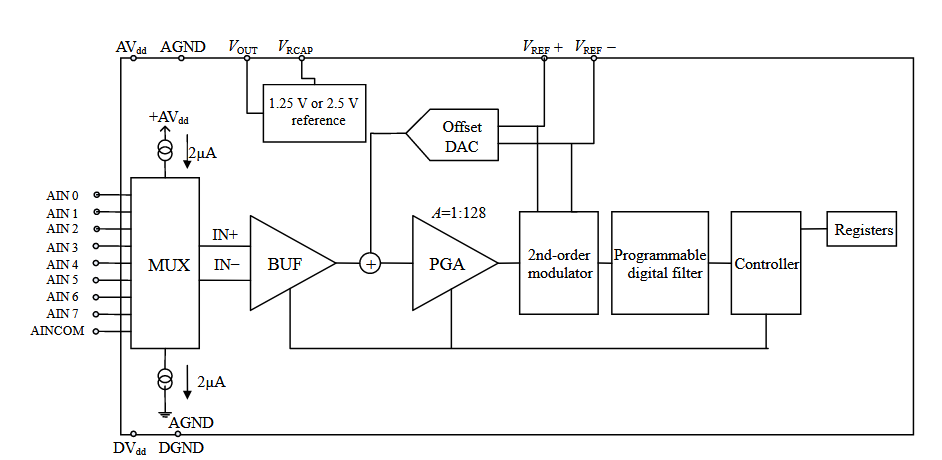 AVdd AGND VOUT VRCAP VREF + VREF −
1.25 V or 2.5 V
reference
+AVdd
2μA
Offset
DAC
AIN 0
AIN 1
AIN 2
AIN 3
AIN 4
AIN 5
AIN 6
AIN 7
AINCOM
MUX
IN+
IN−
BUF
+
A=1:128
PGA
2nd-order
modulator
Programmable
digital filter
Controller
Registers
2μA
AGND
DVdd DGND